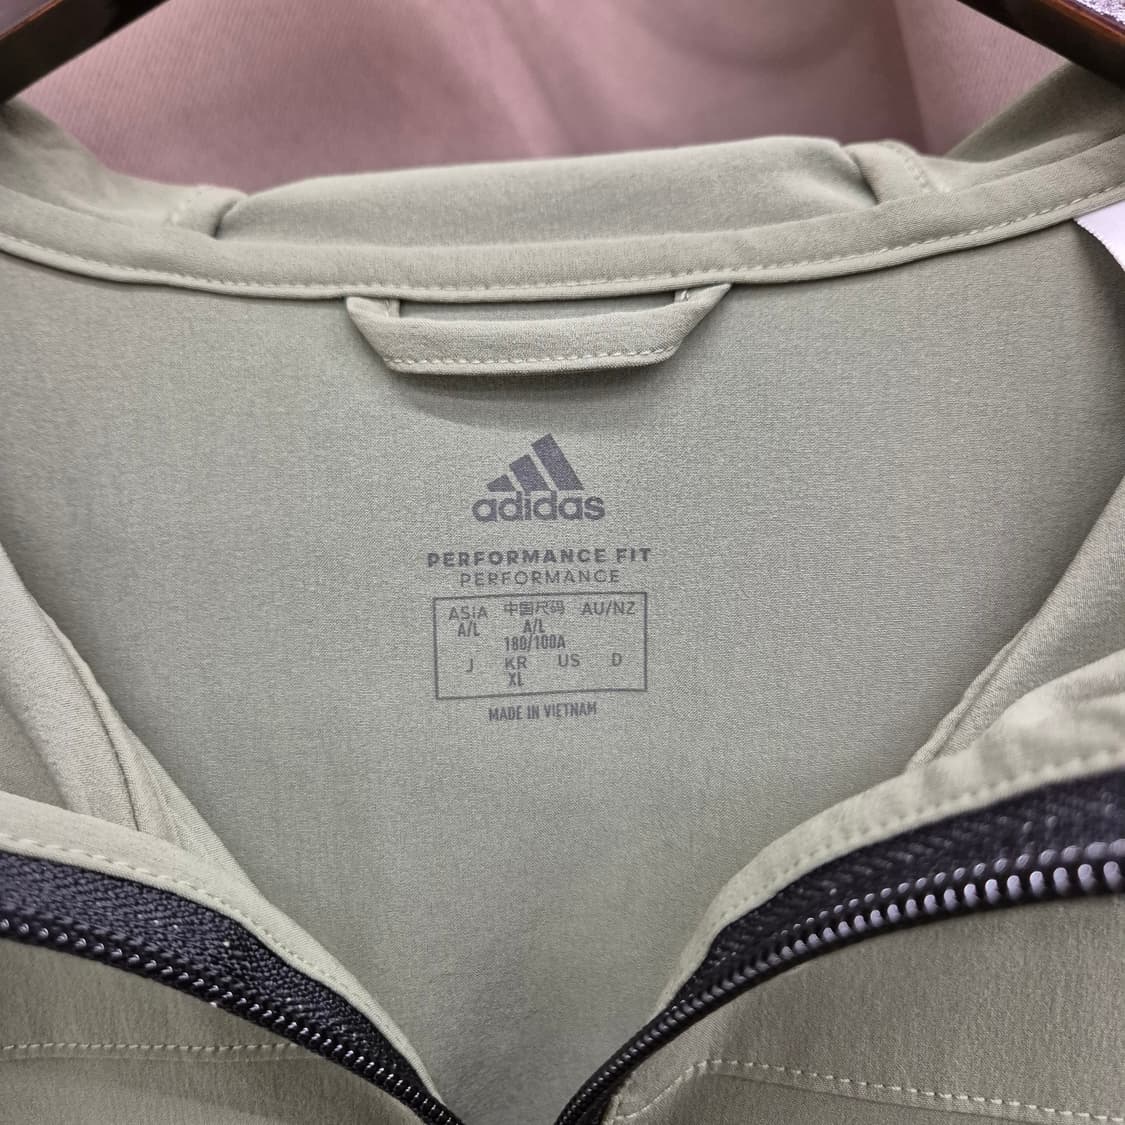 adidas
PERFORMANCE FIT
PERFORMANCE
ASIA 中国尺码 AU/NZ
A/L A/L
180/100A
J KR US D
XL
MADE IN VIETNAM